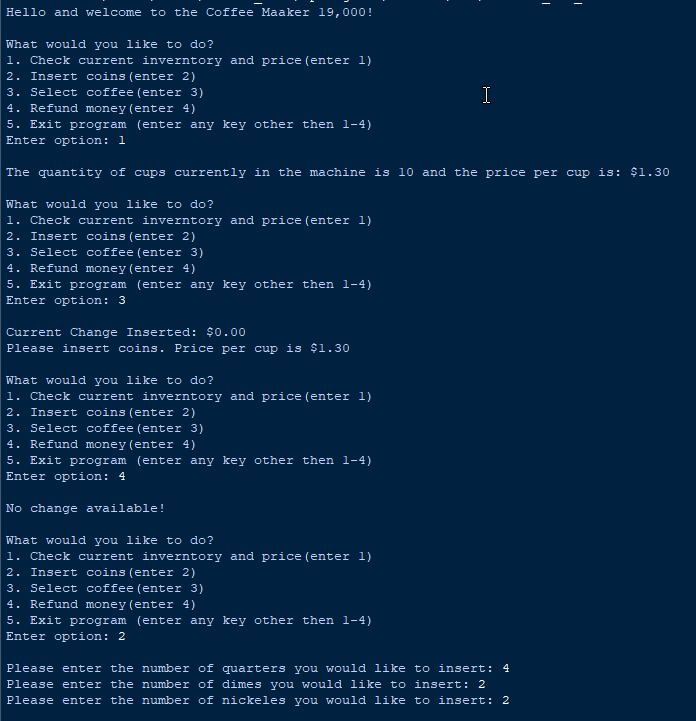 Hello and welcome to the Coffee Maaker 19,000!
What would you like to do?
1. Check current inverntory and price(enter 1)
2. Insert coins(enter 2)
3. Select coffee(enter 3)
4. Refund money(enter 4)
5. Exit program (enter any key other then 1-4)
Enter option: 1
The quantity of cups currently in the machine is 10 and the price per cup is: $1.30
What would you like to do?
1. Check current inverntory and price(enter 1)
2. Insert coins(enter 2)
3. Select coffee(enter 3)
4. Refund money(enter 4)
5. Exit program (enter any key other then 1-4)
Enter option: 3
Current Change Inserted: $0.00
Please insert coins. Price per cup is $1.30
What would you like to do?
1. Check current inverntory and price(enter 1)
2. Insert coins(enter 2)
3. Select coffee(enter 3)
4. Refund money(enter 4)
5. Exit program (enter any key other then 1-4)
Enter option: 4
No change available!
What would you like to do?
1. Check current inverntory and price(enter 1)
2. Insert coins(enter 2)
3. Select coffee(enter 3)
4. Refund money(enter 4)
5. Exit program (enter any key other then 1-4)
Enter option: 2
Please enter the number of quarters you would like to insert: 4
Please enter the number of dimes you would like to insert: 2
Please enter the number of nickeles you would like to insert: 2